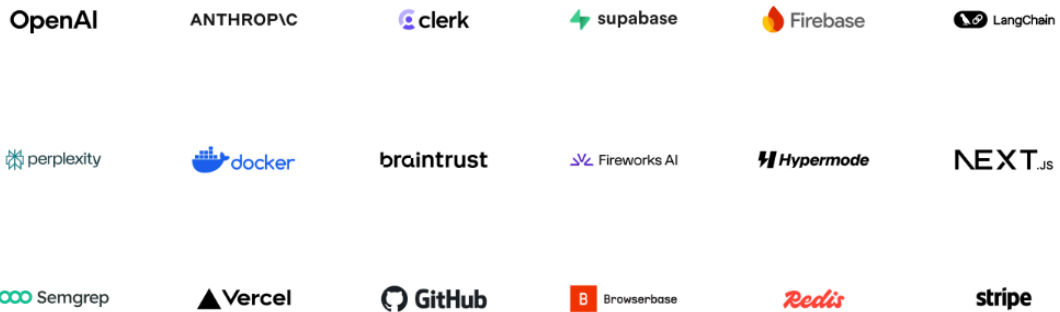 OpenAI ANTHROP\C clerk supabase Firebase LangChain
perplexity docker braintrust Fireworks AI Hypermode NEXT.JS
Semgrep Vercel GitHub B Browserbase Redis stripe